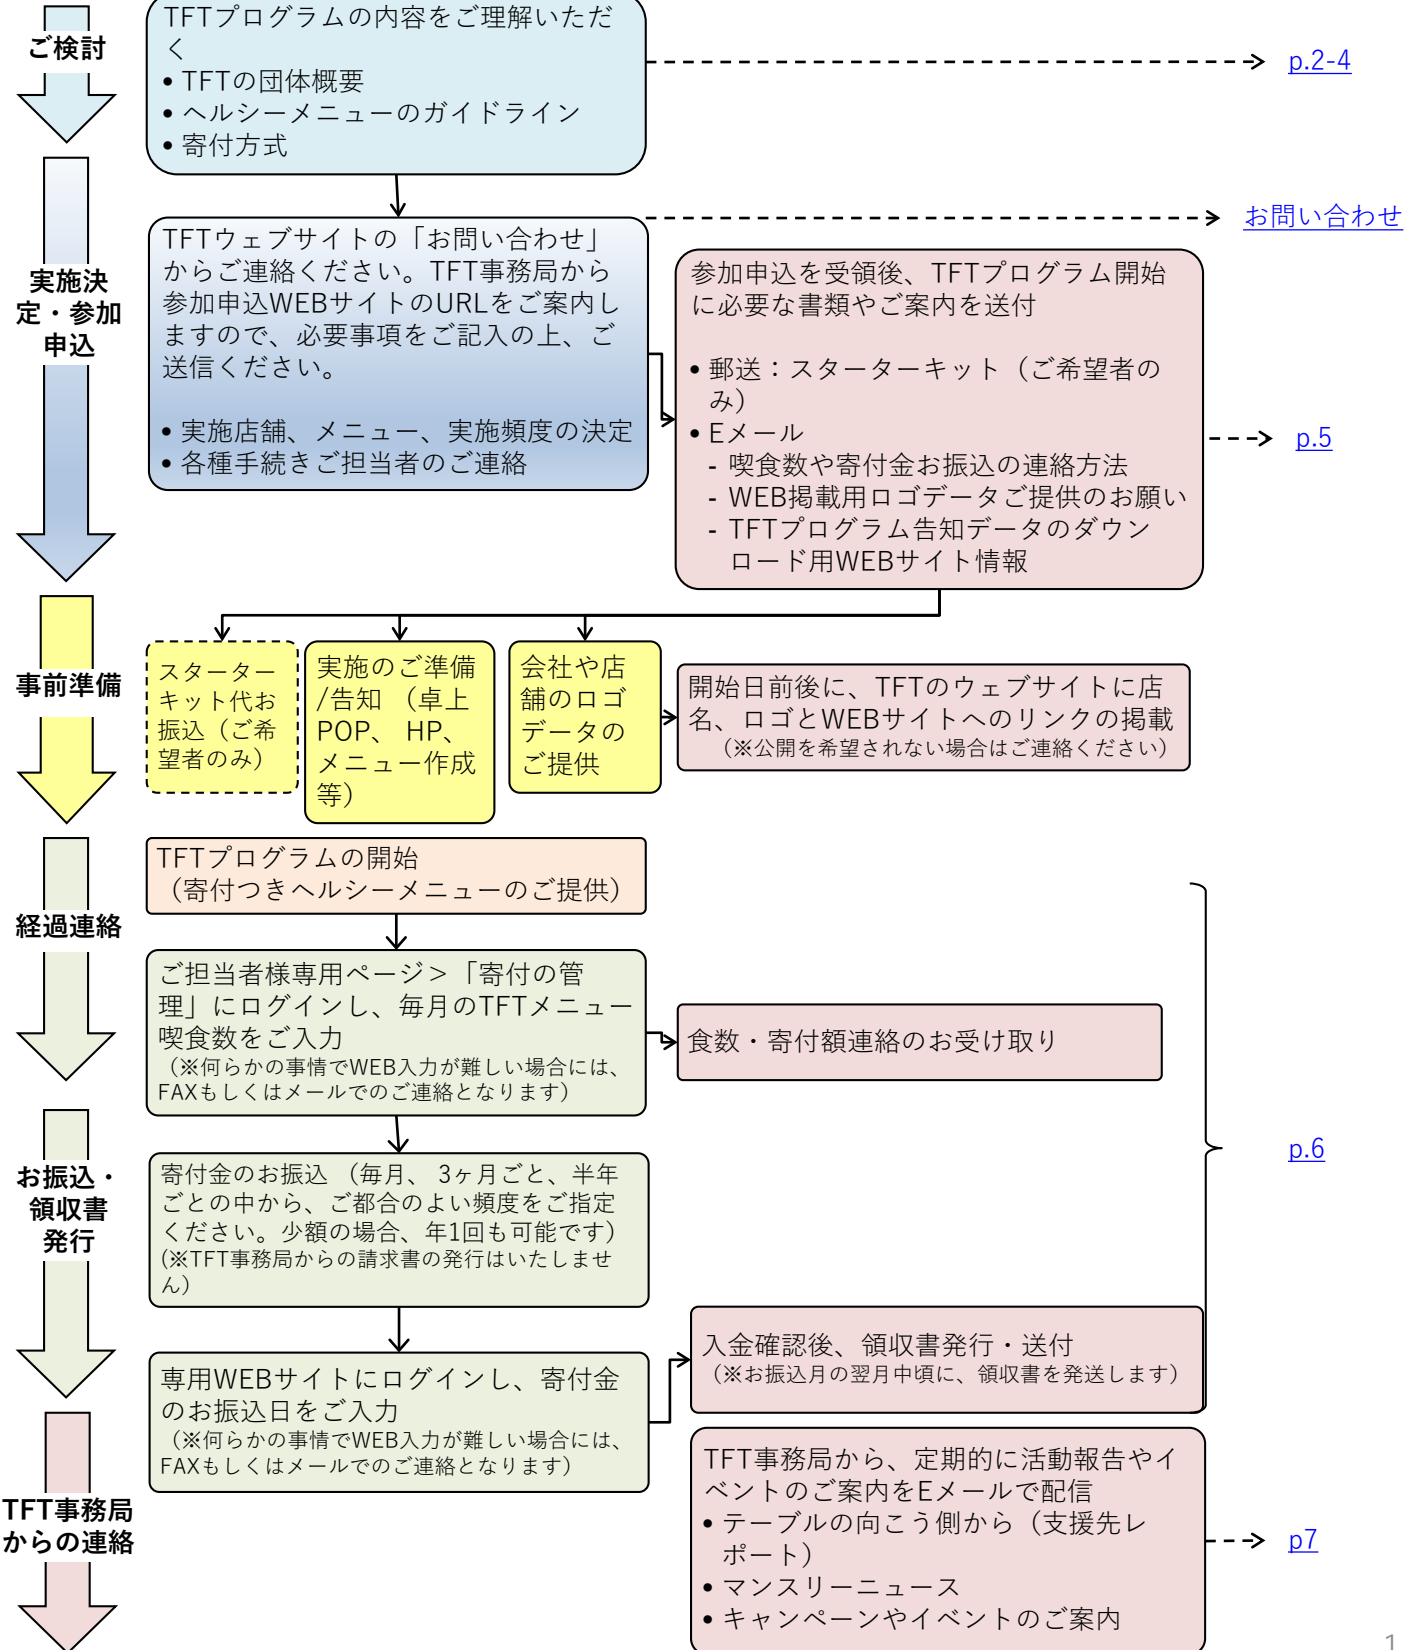 ご検討
TFTプログラムの内容をご理解いただ
く
• TFTの団体概要
• ヘルシーメニューのガイドライン
• 寄付方式
p.2-4
実施決
定・参加
申込
TFTウェブサイトの「お問い合わせ」
からご連絡ください。TFT事務局から
参加申込WEBサイトのURLをご案内し
ますので、必要事項をご記入の上、ご
送信ください。
• 実施店舗、メニュー、実施頻度の決定
• 各種手続きご担当者のご連絡
お問い合わせ
参加申込を受領後、TFTプログラム開始
に必要な書類やご案内を送付
• 郵送：スターターキット（ご希望者の
み）
• Eメール
- 喫食数や寄付金お振込の連絡方法
- WEB掲載用ロゴデータご提供のお願い
- TFTプログラム告知データのダウン
ロード用WEBサイト情報
p.5
事前準備
スターター
キット代お
振込（ご希
望者のみ）
実施のご準備
/告知 （卓上
POP、 HP、
メニュー作成
等）
会社や店
舗のロゴ
データの
ご提供
開始日前後に、TFTのウェブサイトに店
名、ロゴとWEBサイトへのリンクの掲載
（※公開を希望されない場合はご連絡ください）
経過連絡
TFTプログラムの開始
（寄付つきヘルシーメニューのご提供）
ご担当者様専用ページ＞「寄付の管
理」にログインし、毎月のTFTメニュー
喫食数をご入力
（※何らかの事情でWEB入力が難しい場合には、
FAXもしくはメールでのご連絡となります）
食数・寄付額連絡のお受け取り
お振込・
領収書
発行
寄付金のお振込 （毎月、 3ヶ月ごと、半年
ごとの中から、ご都合のよい頻度をご指定
ください。少額の場合、年1回も可能です）
(※TFT事務局からの請求書の発行はいたしませ
ん）
p.6
専用WEBサイトにログインし、寄付金
のお振込日をご入力
（※何らかの事情でWEB入力が難しい場合には、
FAXもしくはメールでのご連絡となります）
入金確認後、領収書発行・送付
（※お振込月の翌月中頃に、領収書を発送します）
TFT事務局
からの連絡
TFT事務局から、定期的に活動報告やイ
ベントのご案内をEメールで配信
• テーブルの向こう側から（支援先レ
ポート）
• マンスリーニュース
• キャンペーンやイベントのご案内
p7
1